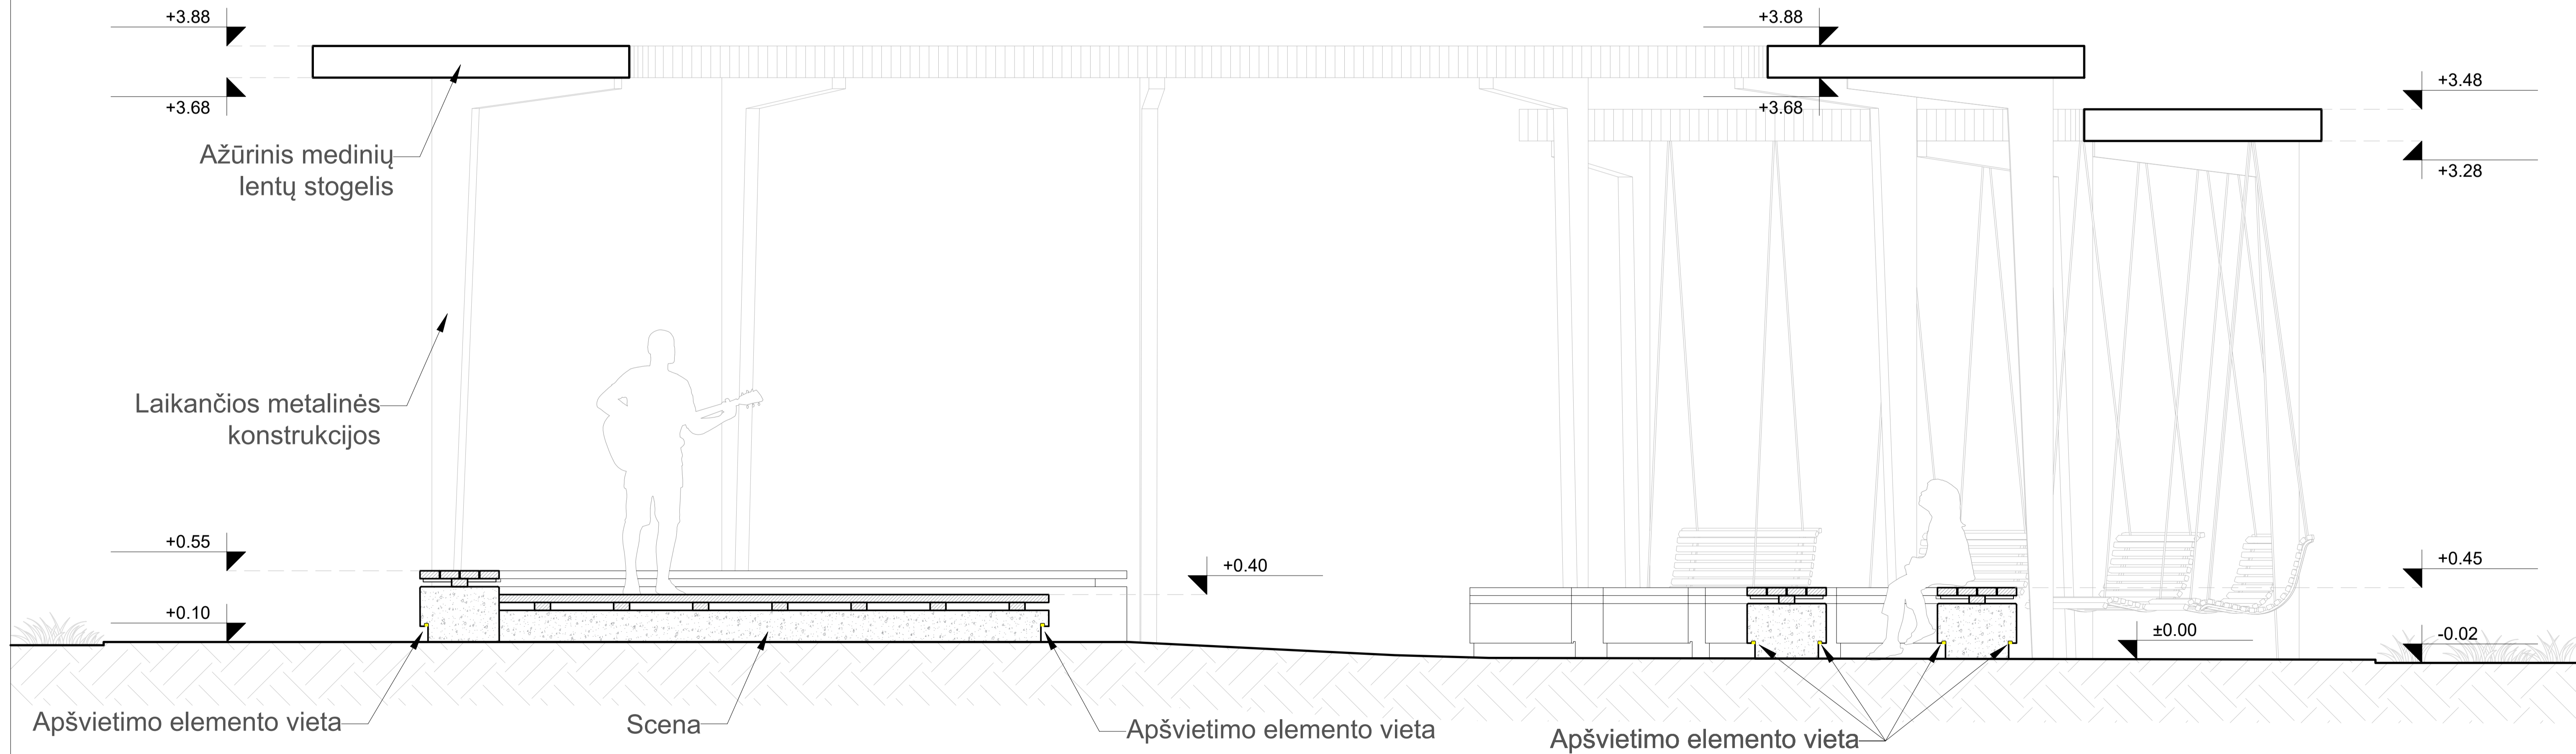 +3.88
+3.88
+3.48
+3.68
+3.68
Ažūrinis medinių
lentų stogelis
+3.28
Laikančios metalinės
konstrukcijos
+0.55
+0.40
+0.45
+0.10
±0.00
-0.02
Apšvietimo elemento vieta
Scena
Apšvietimo elemento vieta
Apšvietimo elemento vieta